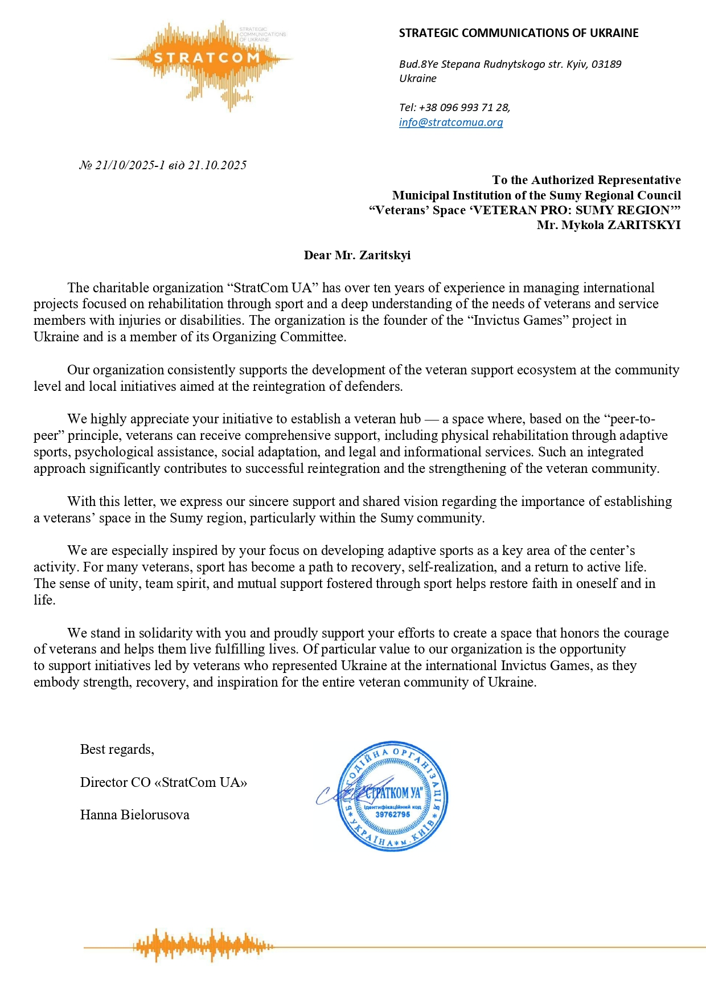 STRATEGIC
COMMUNICATIONS
OF UKRAINE
STRATCOM
STRATEGIC COMMUNICATIONS OF UKRAINE
Bud.8Ye Stepana Rudnytskogo str. Kyiv, 03189
Ukraine
Tel: +38 096 993 71 28,
info@stratcomua.org
№ 21/10/2025-1 від 21.10.2025
To the Authorized Representative
Municipal Institution of the Sumy Regional Council
“Veterans’ Space ‘VETERAN PRO: SUMY REGION’”
Mr. Mykola ZARITSKYI
Dear Mr. Zaritskyi
The charitable organization “StratCom UA” has over ten years of experience in managing international
projects focused on rehabilitation through sport and a deep understanding of the needs of veterans and service
members with injuries or disabilities. The organization is the founder of the “Invictus Games” project in
Ukraine and is a member of its Organizing Committee.
Our organization consistently supports the development of the veteran support ecosystem at the community
level and local initiatives aimed at the reintegration of defenders.
We highly appreciate your initiative to establish a veteran hub — a space where, based on the “peer-to-
peer” principle, veterans can receive comprehensive support, including physical rehabilitation through adaptive
sports, psychological assistance, social adaptation, and legal and informational services. Such an integrated
approach significantly contributes to successful reintegration and the strengthening of the veteran community.
With this letter, we express our sincere support and shared vision regarding the importance of establishing
a veterans’ space in the Sumy region, particularly within the Sumy community.
We are especially inspired by your focus on developing adaptive sports as a key area of the center’s
activity. For many veterans, sport has become a path to recovery, self-realization, and a return to active life.
The sense of unity, team spirit, and mutual support fostered through sport helps restore faith in oneself and in
life.
We stand in solidarity with you and proudly support your efforts to create a space that honors the courage
of veterans and helps them live fulfilling lives. Of particular value to our organization is the opportunity
to support initiatives led by veterans who represented Ukraine at the international Invictus Games, as they
embody strength, recovery, and inspiration for the entire veteran community of Ukraine.
Best regards,
Director CO «StratCom UA»
Hanna Bielorusova
ОРГАНІЗАЦІЯ
"СТРАТКОМ УА"
Ідентифікаційний код
39762795
* УКРАЇНА * м. КИЇВ *